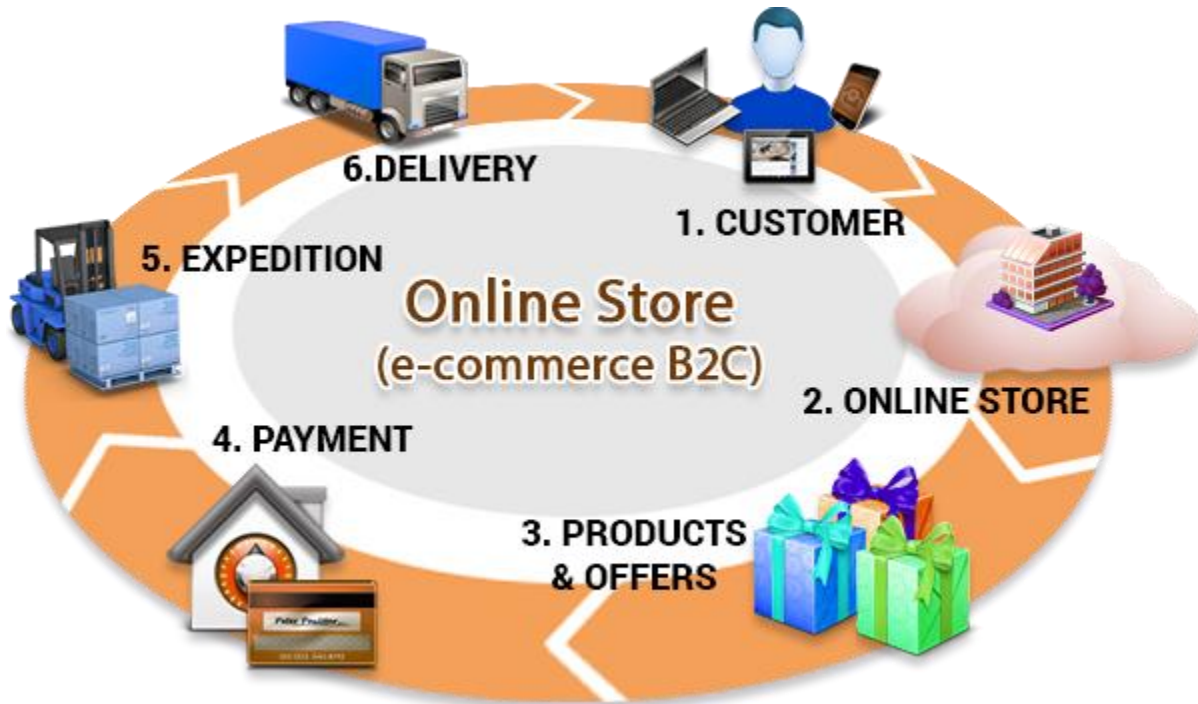 6.DELIVERY
1. CUSTOMER
5. EXPEDITION
Online Store
(e-commerce B2C)
2. ONLINE STORE
4. PAYMENT
3. PRODUCTS
& OFFERS